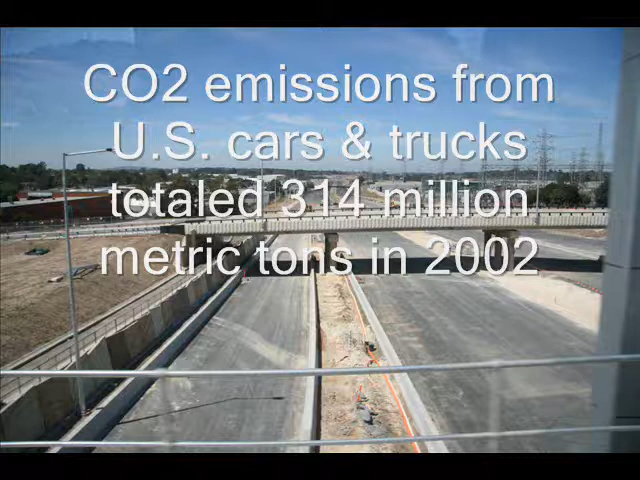 CO2 emissions from
U.S. cars & trucks
totaled 314 million
metric tons in 2002